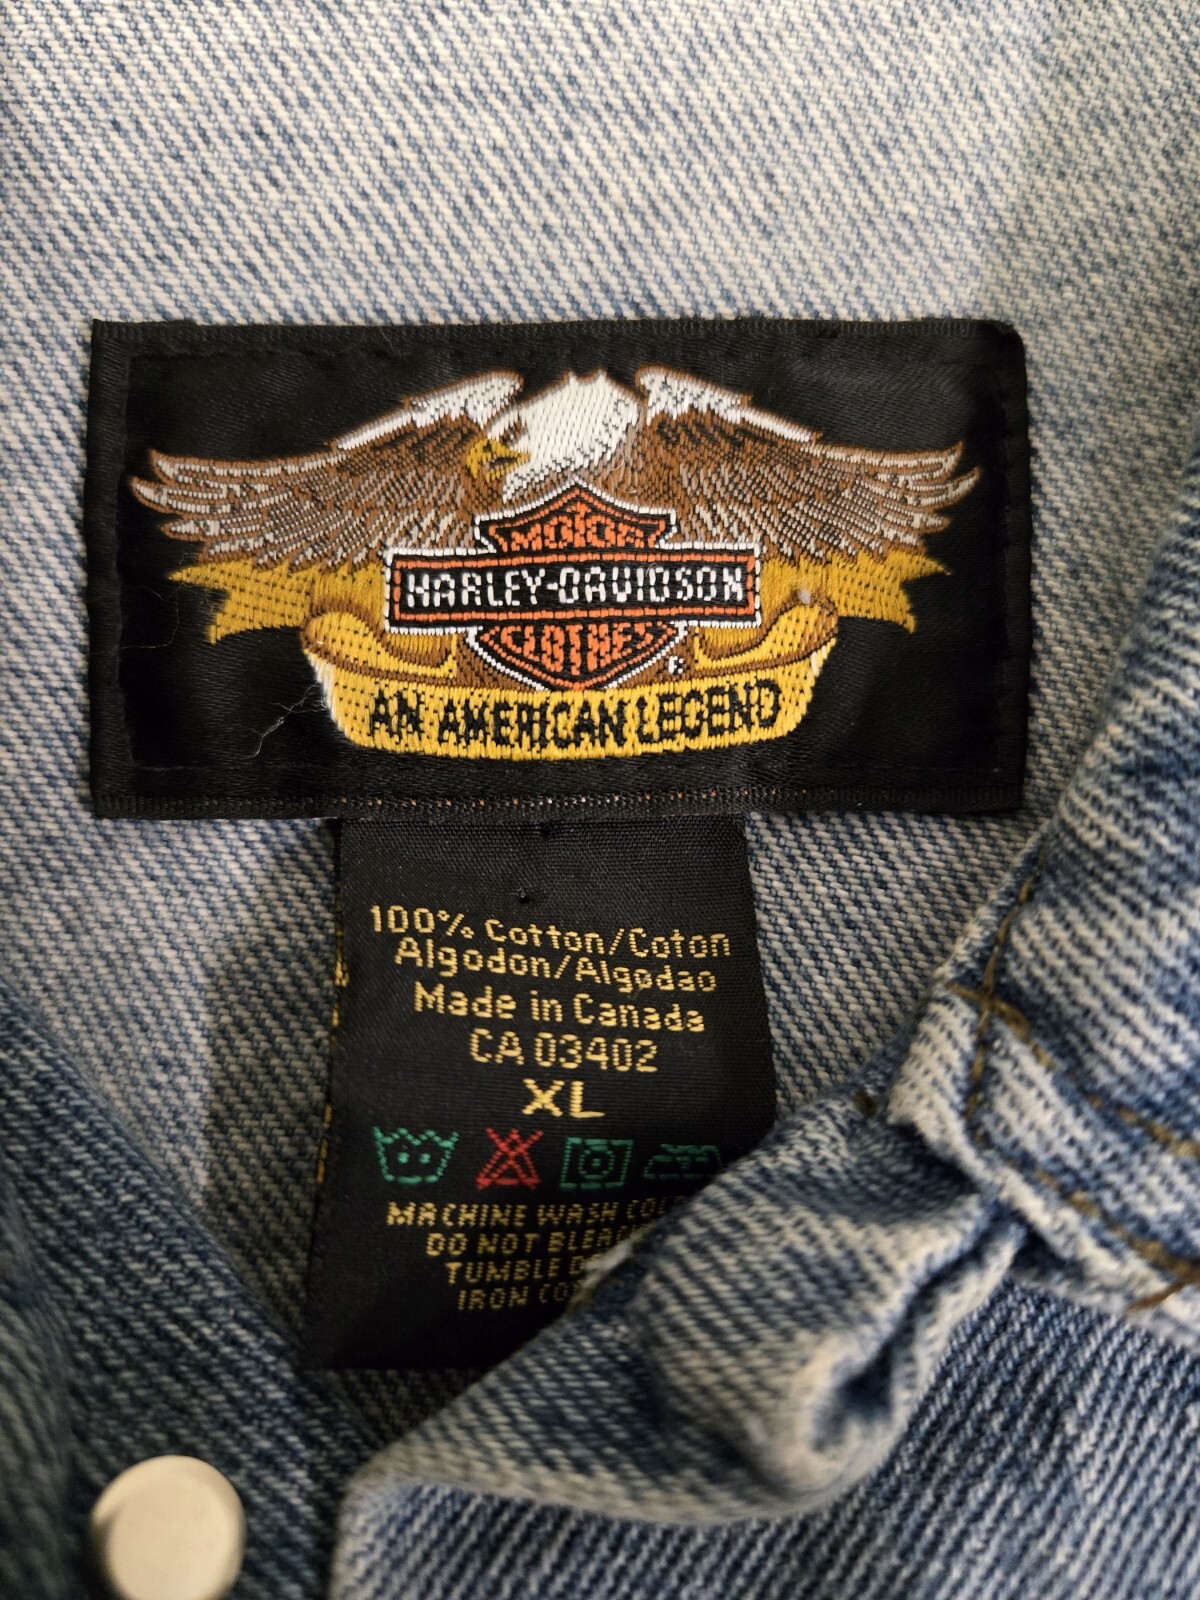 MOTOR
HARLEY-DAVIDSON
CLOTHES
®
AN AMERICAN LEGEND
100% Cotton/Coton
Algodon/Algodao
Made in Canada
CA 03402
XL
MACHINE WASH
DO NOT
TUMBLE
IRON